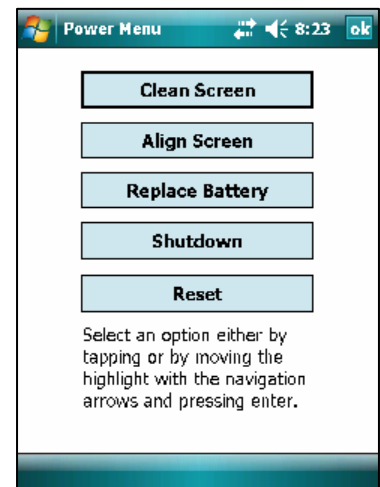 Power Menu 8:23 ok
Clean Screen
Align Screen
Replace Battery
Shutdown
Reset
Select an option either by
tapping or by moving the
highlight with the navigation
arrows and pressing enter.